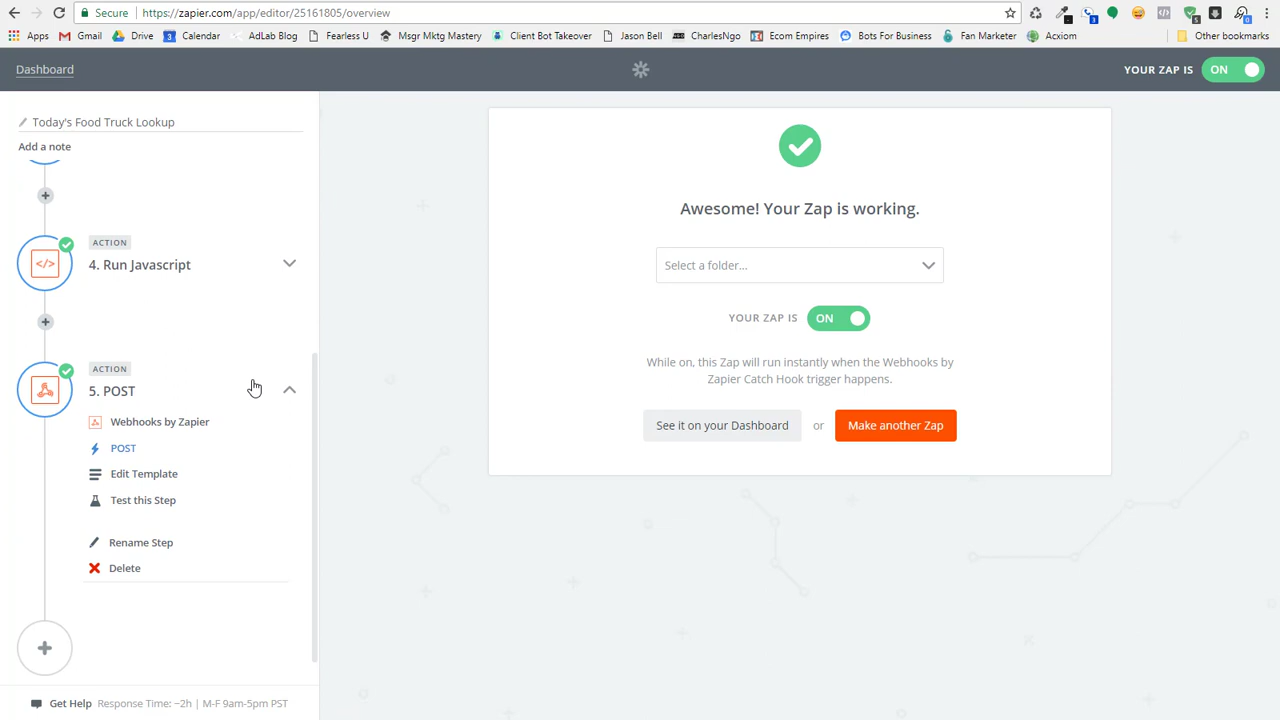 Secure
https://zapier.com/app/editor/25161805/overview
Apps
Gmail
Drive
Calendar
AdLab Blog
Fearless U
Msgr Mktg Mastery
Client Bot Takeover
Jason Bell
CharlieNgo
Ecom Empires
Bots For Business
Fan Marketer
Acxiom
Other bookmarks
Dashboard
YOUR ZAP IS ON
Today's Food Truck Lookup
Add a note
ACTION
4. Run Javascript
ACTION
5. POST
Webhooks by Zapier
POST
Edit Template
Test this Step
Rename Step
Delete
Get Help Response Time: ~2h | M-F 9am-5pm PST
Awesome! Your Zap is working.
Select a folder...
YOUR ZAP IS ON
While on, this Zap will run instantly when the Webhooks by
Zapier Catch Hook trigger happens.
See it on your Dashboard or Make another Zap